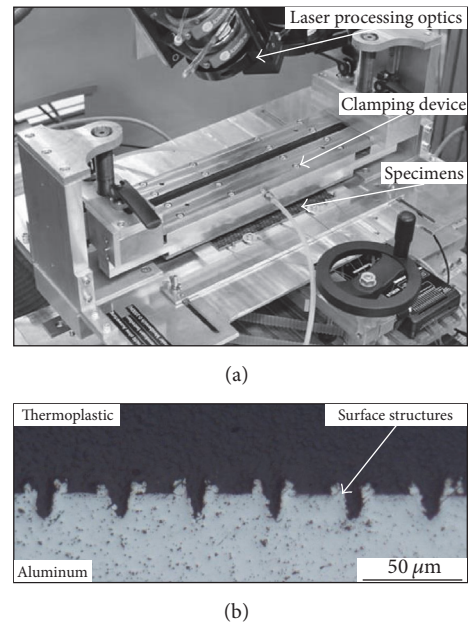 Laser processing optics
Clamping device
Specimens
(a)
Thermoplastic
Surface structures
Aluminum
50 μm
(b)